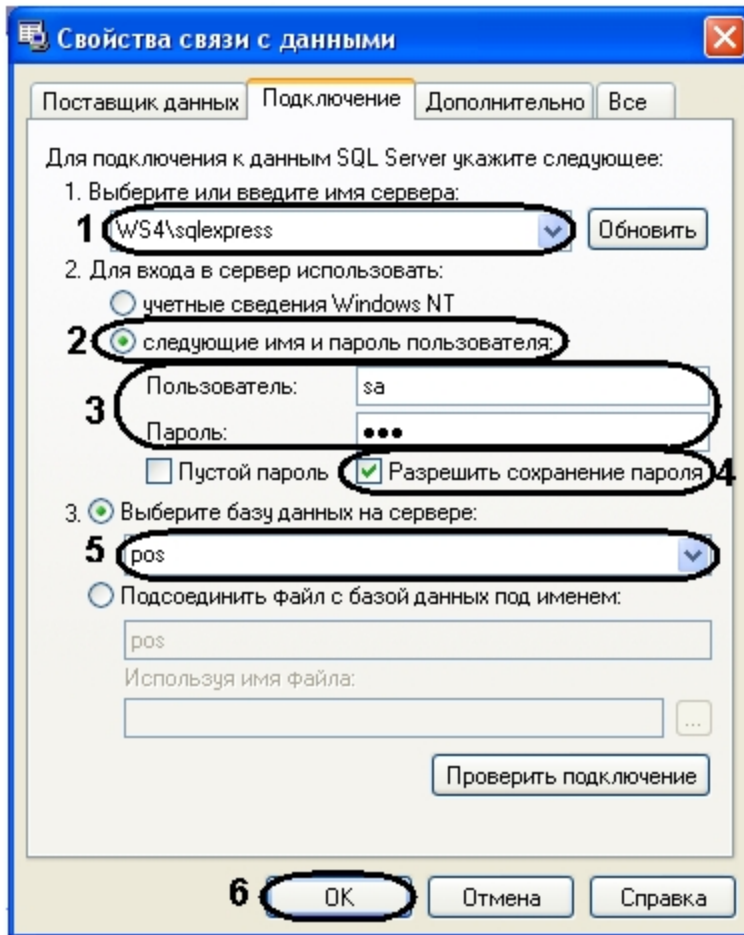 Свойства связи с данными
Поставщик данных Подключение Дополнительно Все
Для подключения к данным SQL Server укажите следующее:
1. Выберите или введите имя сервера:
1 WS4\sqlexpress Обновить
2. Для входа в сервер использовать:
учетные сведения Windows NT
2 следующие имя и пароль пользователя:
Пользователь: sa
3
Пароль: •••
Пустой пароль Разрешить сохранение пароля 4
3. Выберите базу данных на сервере:
5 pos
Подсоединить файл с базой данных под именем:
pos
Используя имя файла:
...
Проверить подключение
6 OK Отмена Справка